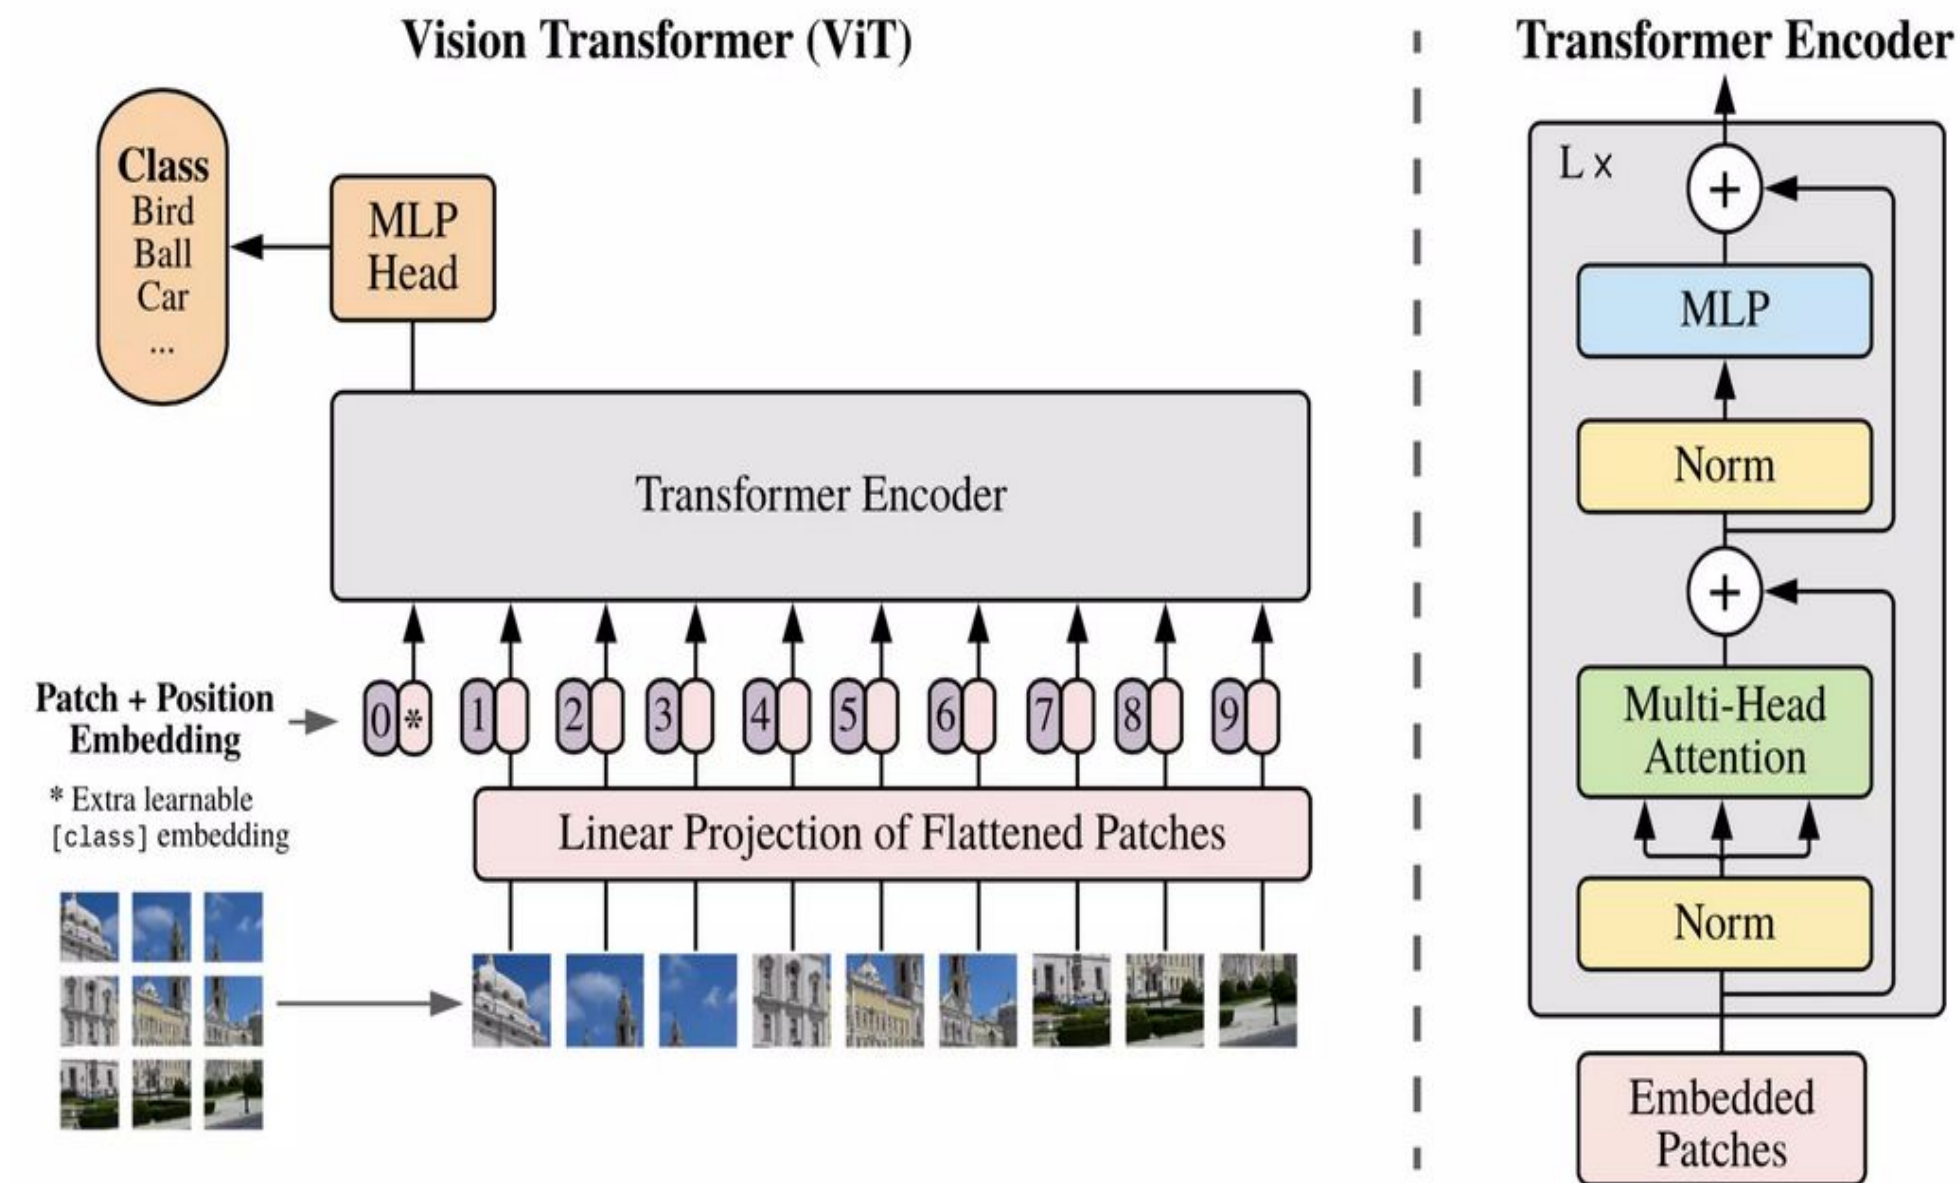 Vision Transformer (ViT)
Class
Bird
Ball
Car
...
MLP
Head
Transformer Encoder
Patch + Position
Embedding
* Extra learnable
[class] embedding
0 * 1 2 3 4 5 6 7 8 9
Linear Projection of Flattened Patches
Transformer Encoder
L x
+
MLP
Norm
+
Multi-Head
Attention
Norm
Embedded
Patches